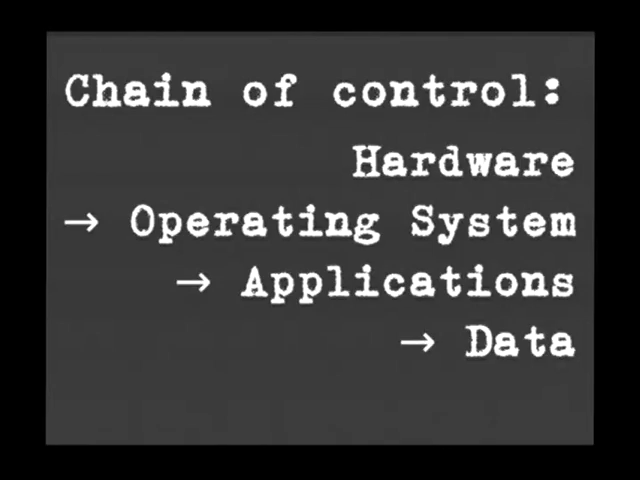 Chain of control:
Hardware
→ Operating System
→ Applications
→ Data